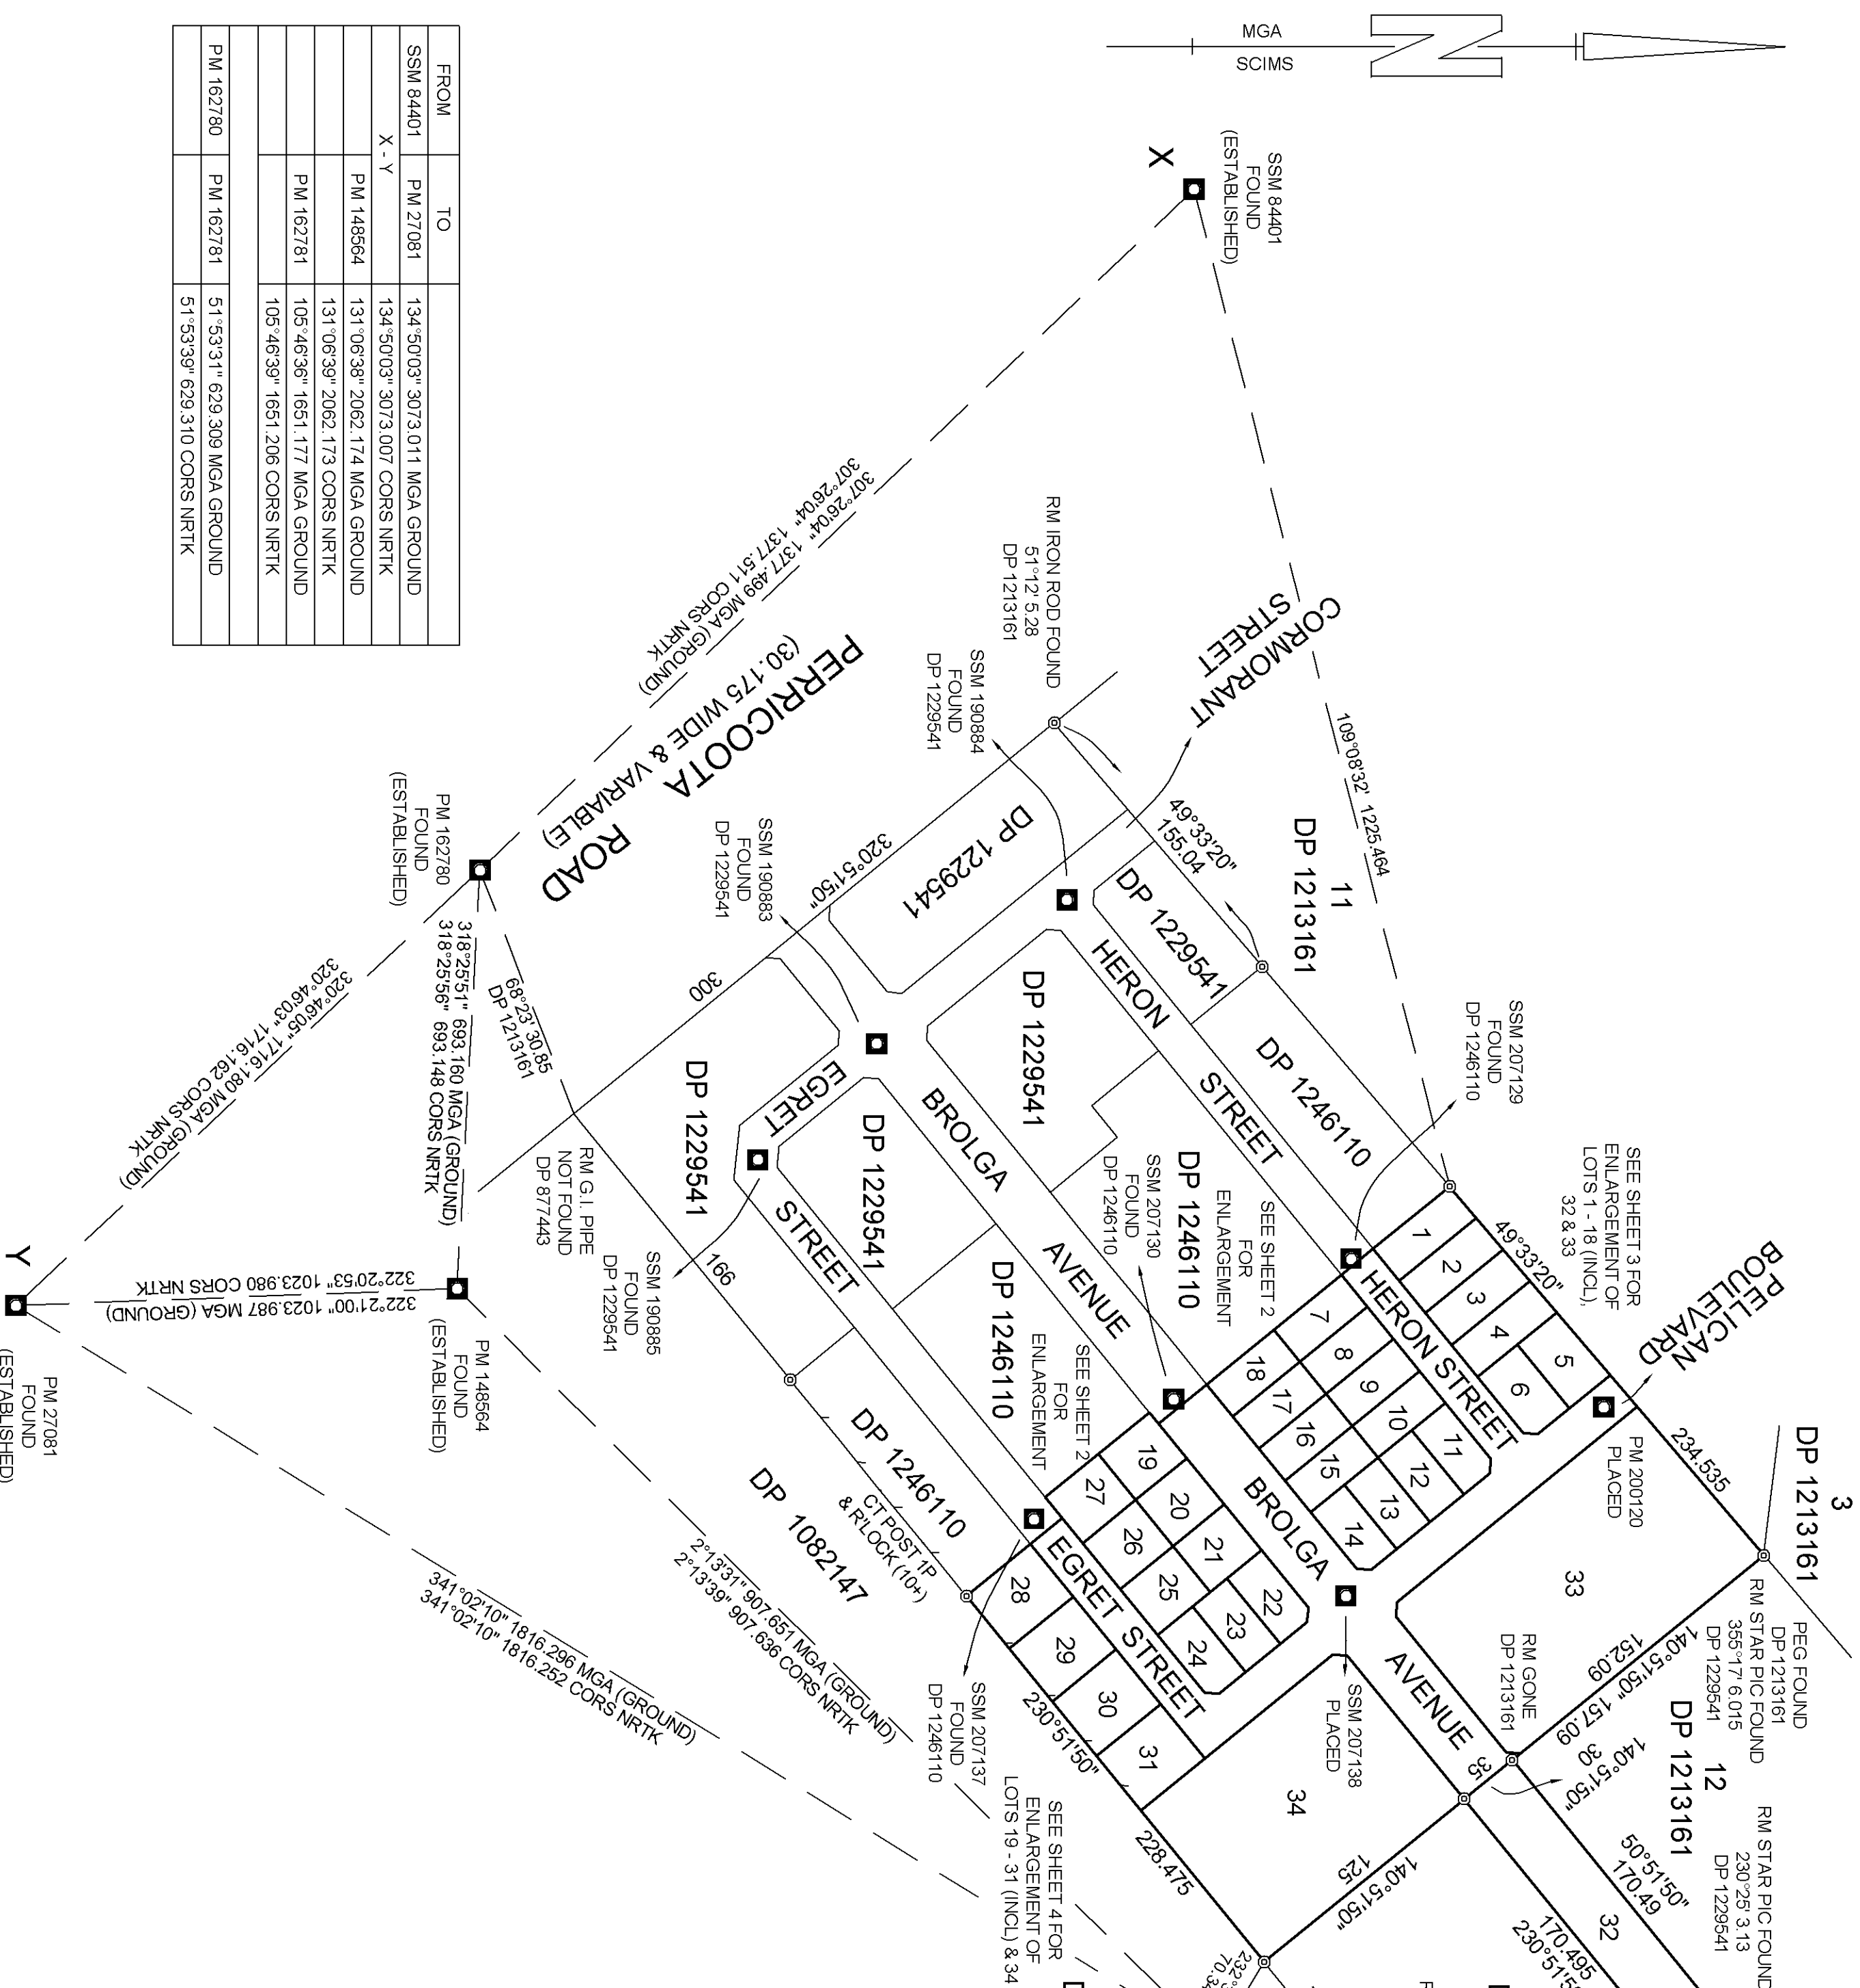 MGA
SCIMS
N
FROM TO
SSM 84401 PM 27081 134°50'03" 3073.011 MGA GROUND
X - Y 134°50'03" 3073.007 CORS NRTK
PM 148564 131°06'38" 2062.174 MGA GROUND
131°06'39" 2062.173 CORS NRTK
PM 162781 105°46'36" 1651.177 MGA GROUND
105°46'39" 1651.206 CORS NRTK
PM 162780 PM 162781 51°53'31" 629.309 MGA GROUND
51°53'39" 629.310 CORS NRTK
SSM 84401
FOUND
(ESTABLISHED)
X
109°08'32' 1225.464
307°26'04" 1377.499 MGA (GROUND)
307°26'04" 1377.511 CORS NRTK
PERRICOOTA
(30.175 WIDE & VARIABLE)
ROAD
RM IRON ROD FOUND
51°12' 5.28
DP 1213161
CORMORANT
STREET
SSM 190884
FOUND
DP 1229541
SSM 190883
FOUND
DP 1229541
PM 162780
FOUND
(ESTABLISHED)
49°33'20"
155.04
11
DP 1213161
DP 1229541
320°51'50"
300
DP 1229541
HERON
STREET
DP 1246110
DP 1229541
BROLGA
AVENUE
EGRET
STREET
DP 1229541
DP 1229541
68°23' 30.85
DP 1213161
318°25'51" 693.160 MGA (GROUND)
318°25'56" 693.148 CORS NRTK
320°46'05" 1716.180 MGA (GROUND)
320°46'03" 1716.162 CORS NRTK
RM G.I. PIPE
NOT FOUND
DP 877443
SSM 207129
FOUND
DP 1246110
SSM 207130
FOUND
DP 1246110
DP 1246110
SEE SHEET 2
FOR
ENLARGEMENT
SEE SHEET 3 FOR
ENLARGEMENT OF
LOTS 1 - 18 (INCL),
32 & 33
49°33'20"
PELICAN
BOULEVARD
SSM 190885
FOUND
DP 1229541
166
DP 1246110
SEE SHEET 2
FOR
ENLARGEMENT
322°21'00" 1023.987 MGA (GROUND)
322°20'53" 1023.980 CORS NRTK
PM 148564
FOUND
(ESTABLISHED)
Y
PM 27081
FOUND
(ESTABLISHED)
1
2
3
4
5
6
HERON STREET
7
8
9
10
11
12
13
14
15
16
17
18
PM 200120
PLACED
234.535
3
DP 1213161
PEG FOUND
DP 1213161
RM STAR PIC FOUND
355°17' 6.015
DP 1229541
19
20
21
22
23
24
25
26
27
BROLGA
AVENUE
EGRET STREET
28
29
30
31
33
34
35
32
DP 1246110
CT POST 1P
& R'LOCK (10+)
DP 1082147
2°13'31" 907.651 MGA (GROUND)
2°13'39" 907.636 CORS NRTK
341°02'10" 1816.296 MGA (GROUND)
341°02'10" 1816.252 CORS NRTK
SSM 207137
FOUND
DP 1246110
SSM 207138
PLACED
RM GONE
DP 1213161
140°51'50" 157.09
152.09
140°51'50"
30
12
DP 1213161
RM STAR PIC FOUND
230°25' 3.13
DP 1229541
50°51'50"
170.49
170.495
230°51'50"
230°51'50"
228.475
140°51'50"
125
SEE SHEET 4 FOR
ENLARGEMENT OF
LOTS 19 - 31 (INCL) & 34